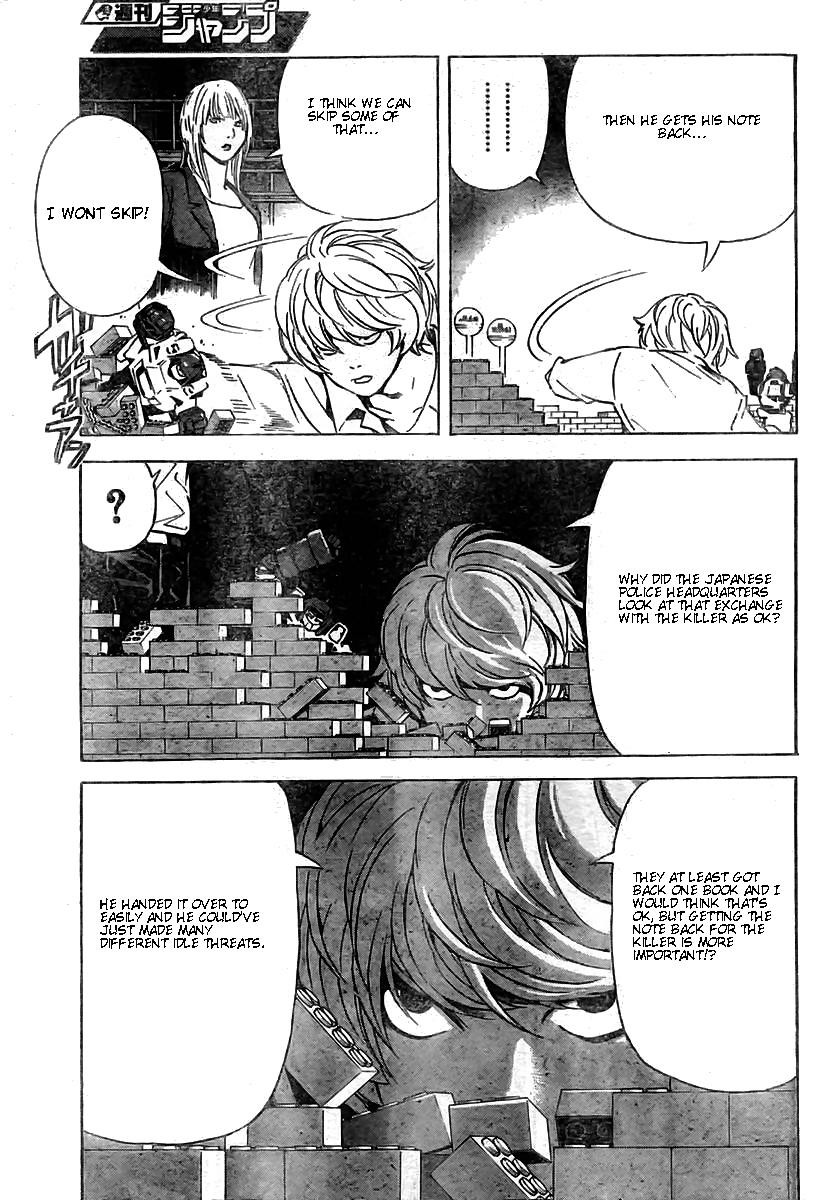 週刊
少年
ジャンプ
THEN HE GETS HIS NOTE
BACK...
I THINK WE CAN
SKIP SOME OF
THAT...
I WONT SKIP!
WHY DID THE JAPANESE
POLICE HEADQUARTERS
LOOK AT THAT EXCHANGE
WITH THE KILLER AS OK?
?
THEY AT LEAST GOT
BACK ONE BOOK AND I
WOULD THINK THAT'S
OK, BUT GETTING THE
NOTE BACK FOR THE
KILLER IS MORE
IMPORTANT!?
HE HANDED IT OVER TO
EASILY AND HE COULD'VE
JUST MADE MANY
DIFFERENT IDLE THREATS.